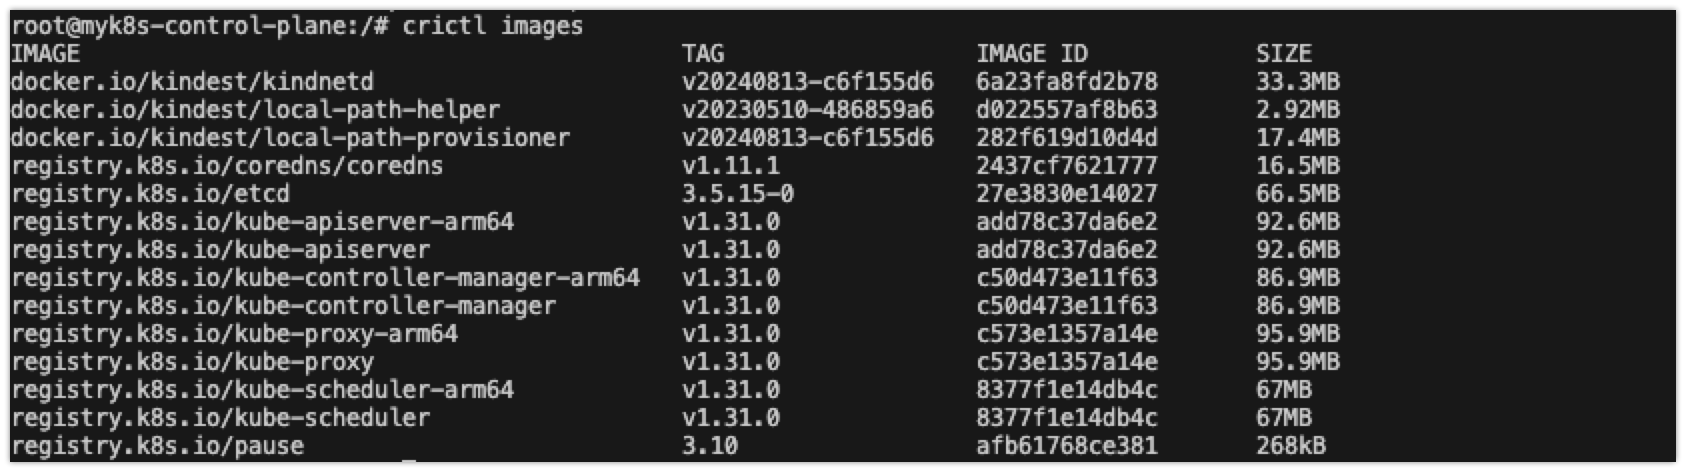 root@myk8s-control-plane:/# crictl images
IMAGE TAG IMAGE ID SIZE
docker.io/kindest/kindnetd v20240813-c6f155d6 6a23fa8fd2b78 33.3MB
docker.io/kindest/local-path-helper v20230510-486859a6 d022557af8b63 2.92MB
docker.io/kindest/local-path-provisioner v20240813-c6f155d6 282f619d10d4d 17.4MB
registry.k8s.io/coredns/coredns v1.11.1 2437cf7621777 16.5MB
registry.k8s.io/etcd 3.5.15-0 27e3830e14027 66.5MB
registry.k8s.io/kube-apiserver-arm64 v1.31.0 add78c37da6e2 92.6MB
registry.k8s.io/kube-apiserver v1.31.0 add78c37da6e2 92.6MB
registry.k8s.io/kube-controller-manager-arm64 v1.31.0 c50d473e11f63 86.9MB
registry.k8s.io/kube-controller-manager v1.31.0 c50d473e11f63 86.9MB
registry.k8s.io/kube-proxy-arm64 v1.31.0 c573e1357a14e 95.9MB
registry.k8s.io/kube-proxy v1.31.0 c573e1357a14e 95.9MB
registry.k8s.io/kube-scheduler-arm64 v1.31.0 8377f1e14db4c 67MB
registry.k8s.io/kube-scheduler v1.31.0 8377f1e14db4c 67MB
registry.k8s.io/pause 3.10 afb61768ce381 268kB